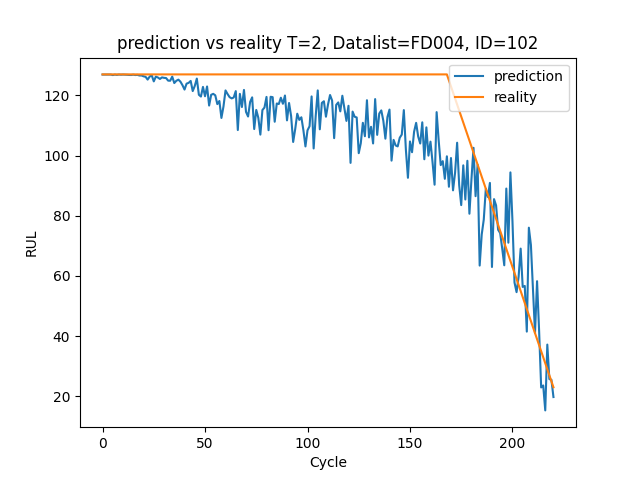 prediction vs reality T=2, Datalist=FD004, ID=102
prediction
reality
RUL
120
100
80
60
40
20
0
50
100
150
200
Cycle